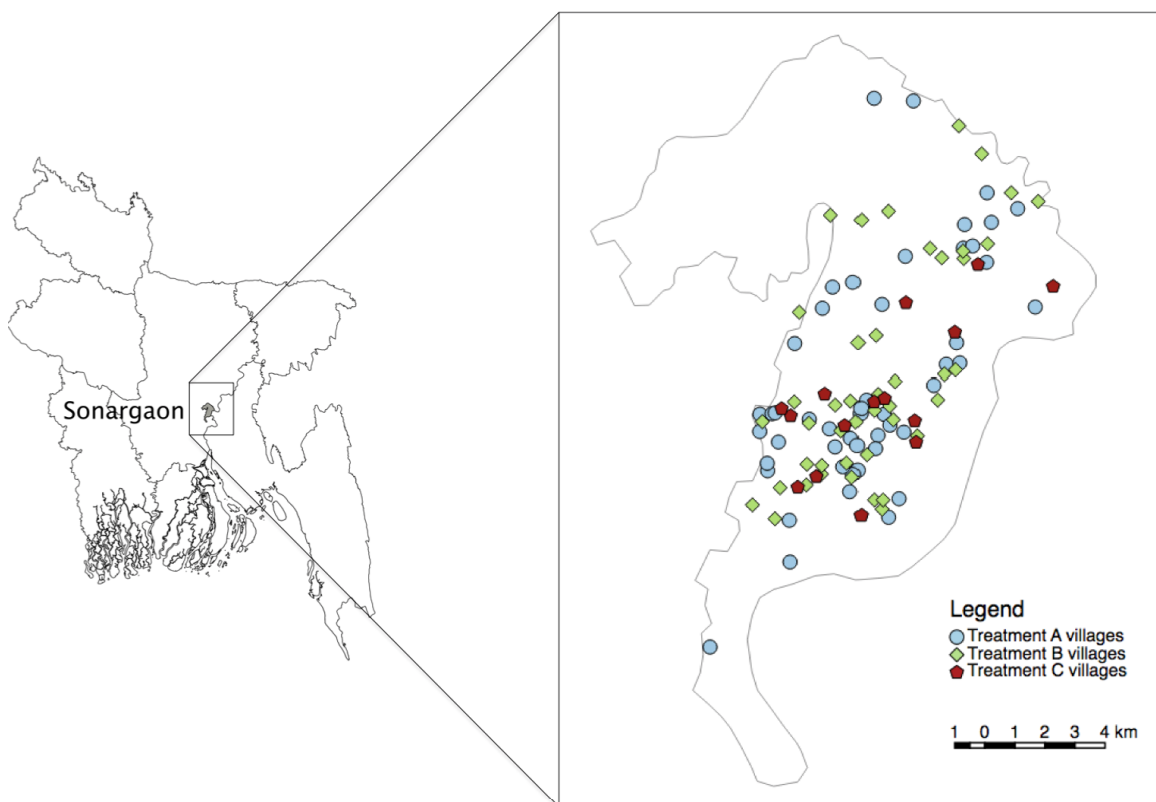 Sonargaon
Legend
Treatment A villages
Treatment B villages
Treatment C villages
1 0 1 2 3 4 km